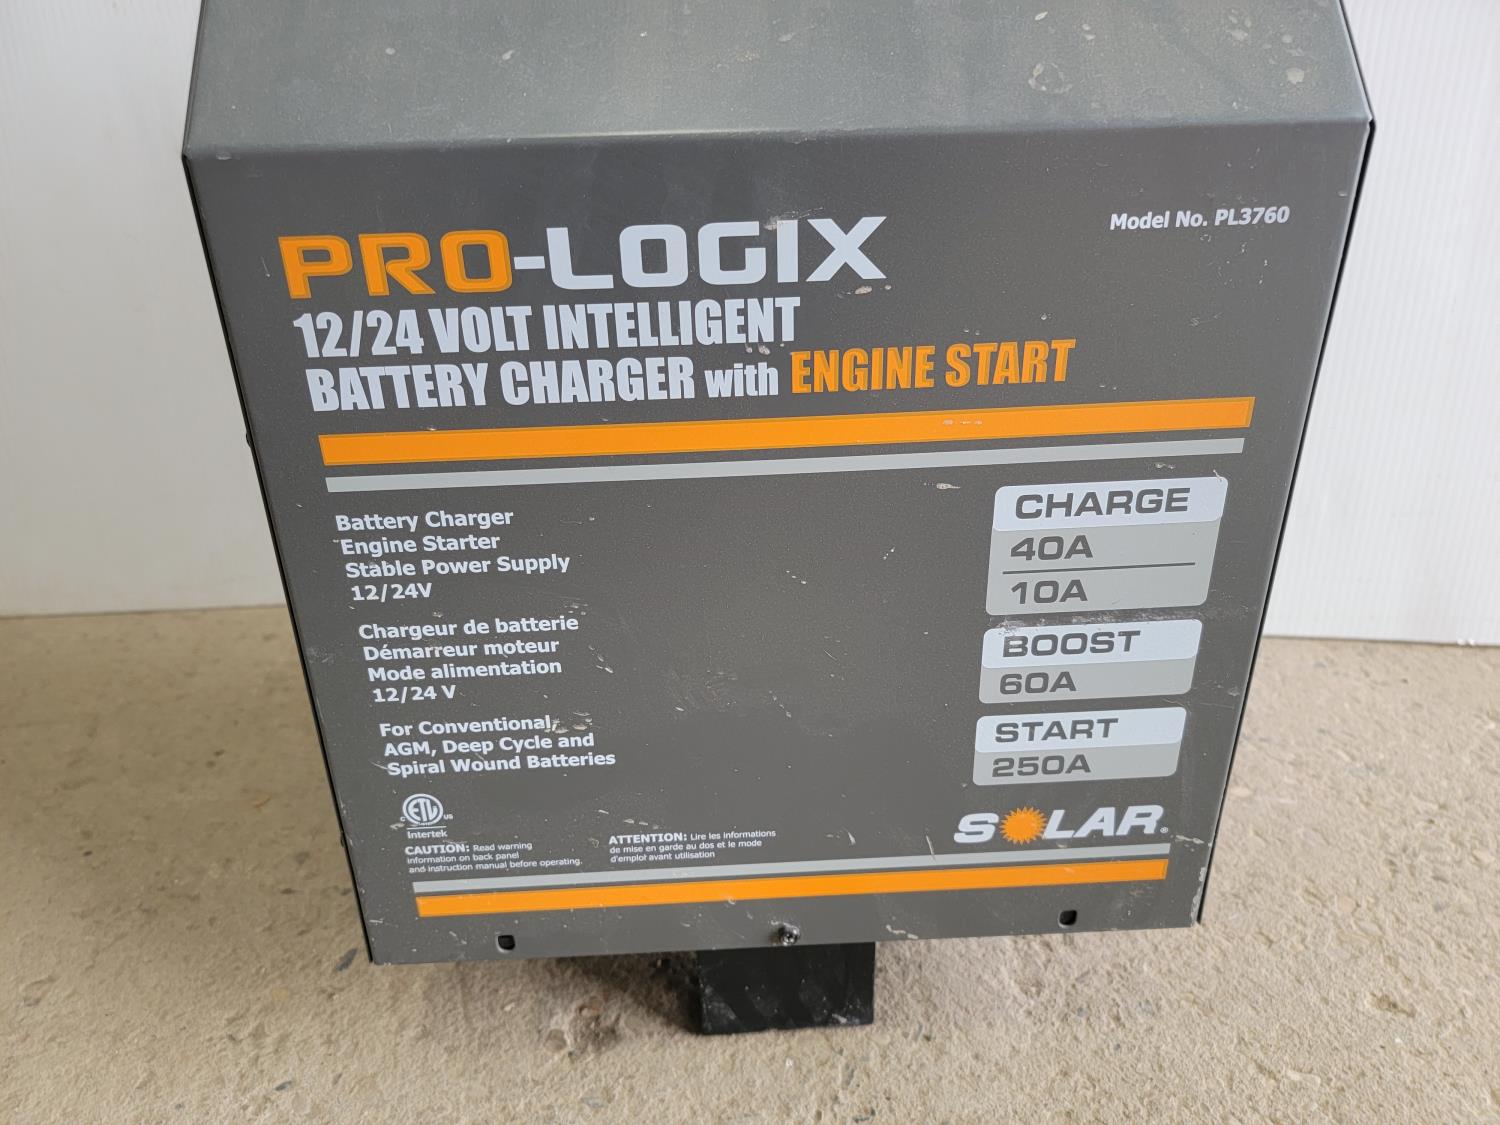 Model No. PL3760
PRO-LOGIX
12/24 VOLT INTELLIGENT
BATTERY CHARGER with ENGINE START
Battery Charger
Engine Starter
Stable Power Supply
12/24V
Chargeur de batterie
Démarreur moteur
Mode alimentation
12/24 V
For Conventional,
AGM, Deep Cycle and
Spiral Wound Batteries
CHARGE
40A
10A
BOOST
60A
START
250A
SOLAR®
C ETL US
Intertek
CAUTION: Read warning
information on back panel
and instruction manual before operating.
ATTENTION: Lire les informations
de mise en garde au dos et le mode
d'emploi avant utilisation